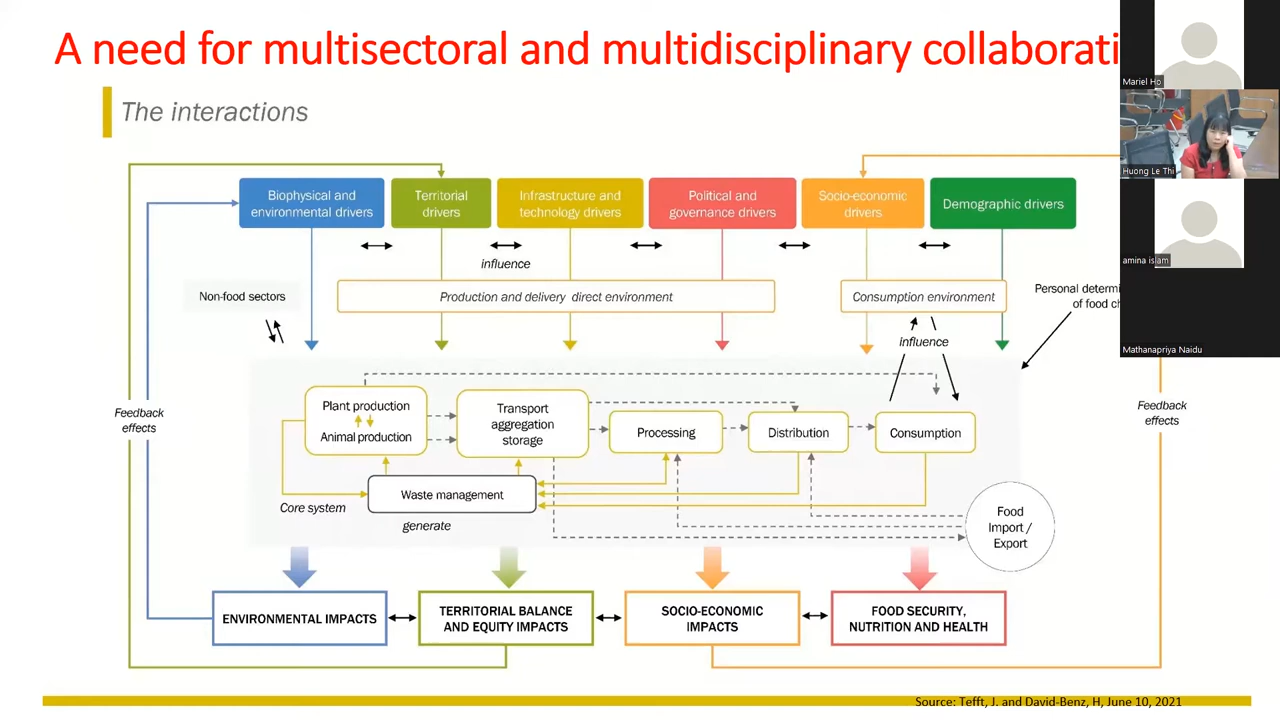 A need for multisectoral and multidisciplinary collaborati
The interactions
Mariel Ho
Huong Le Thi
amina islam
Mathanapriya Naidu
Biophysical and
environmental drivers
Territorial
drivers
Infrastructure and
technology drivers
Political and
governance drivers
Socio-economic
drivers
Demographic drivers
influence
Non-food sectors
Production and delivery direct environment
Consumption environment
Personal determi
of food ch
influence
Feedback
effects
Feedback
effects
Plant production
Animal production
Transport
aggregation
storage
Processing
Distribution
Consumption
Waste management
Core system
generate
Food
Import /
Export
ENVIRONMENTAL IMPACTS
TERRITORIAL BALANCE
AND EQUITY IMPACTS
SOCIO-ECONOMIC
IMPACTS
FOOD SECURITY,
NUTRITION AND HEALTH
Source: Tefft, J. and David-Benz, H, June 10, 2021